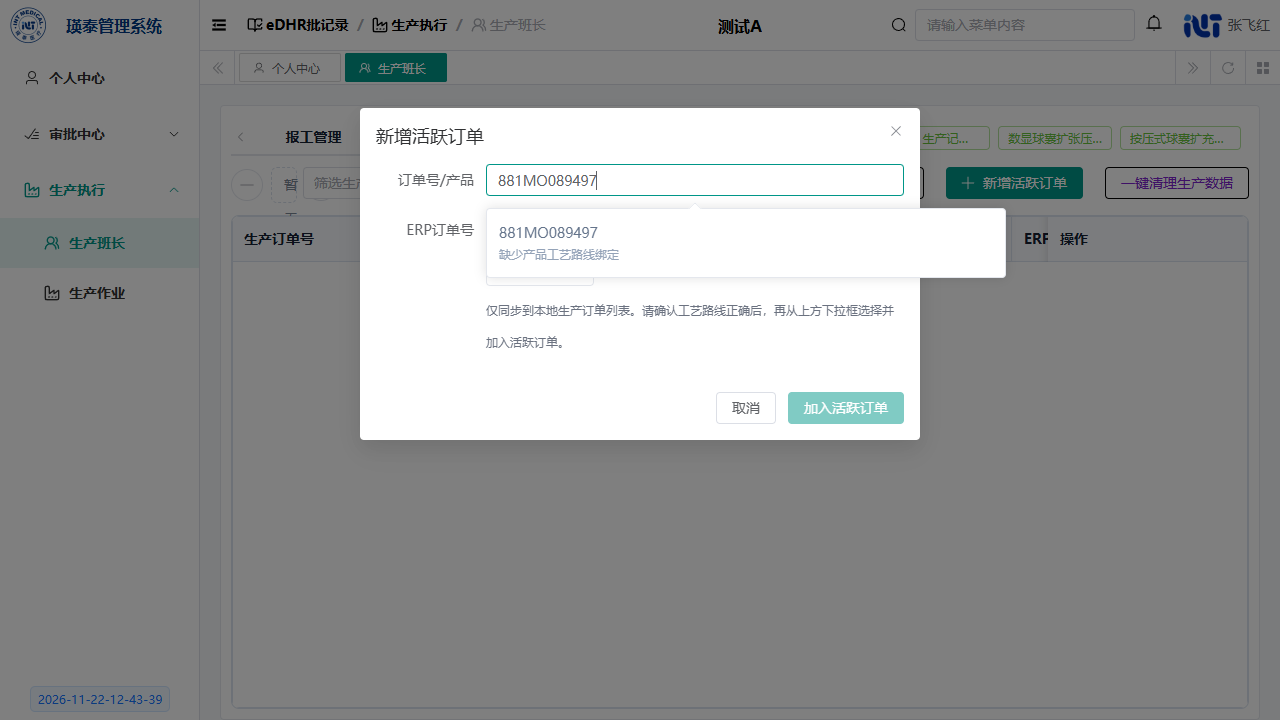 瑛泰管理系统
eDHR批记录 / 生产执行 / 生产班长
测试A
请输入菜单内容
张飞红
个人中心
生产班长
个人中心
审批中心
生产执行
生产班长
生产作业
报工管理
生产记...
数显球囊扩张压...
按压式球囊扩充...
暂
筛选生产
新增活跃订单
一键清理生产数据
生产订单号
ERP
操作
新增活跃订单
订单号/产品
881MO089497
ERP订单号
881MO089497
缺少产品工艺路线绑定
仅同步到本地生产订单列表。请确认工艺路线正确后，再从上方下拉框选择并
加入活跃订单。
取消
加入活跃订单
2026-11-22-12-43-39